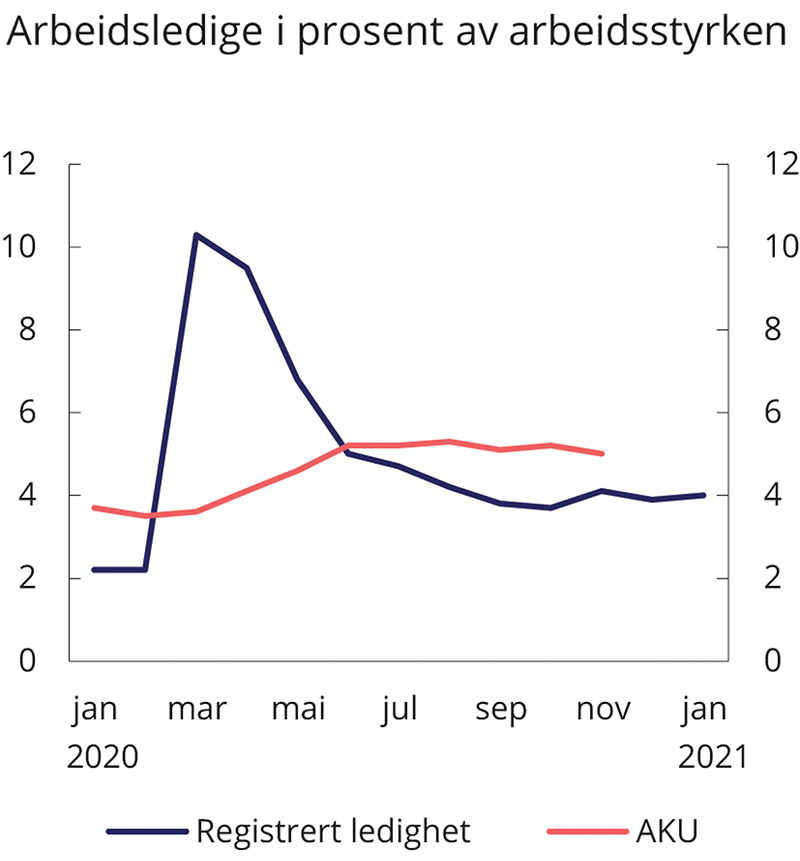 Arbeidsledige i prosent av arbeidsstyrken
12 12
10 10
8 8
6 6
4 4
2 2
0 0
jan mar mai jul sep nov jan
2020 2021
Registrert ledighet AKU